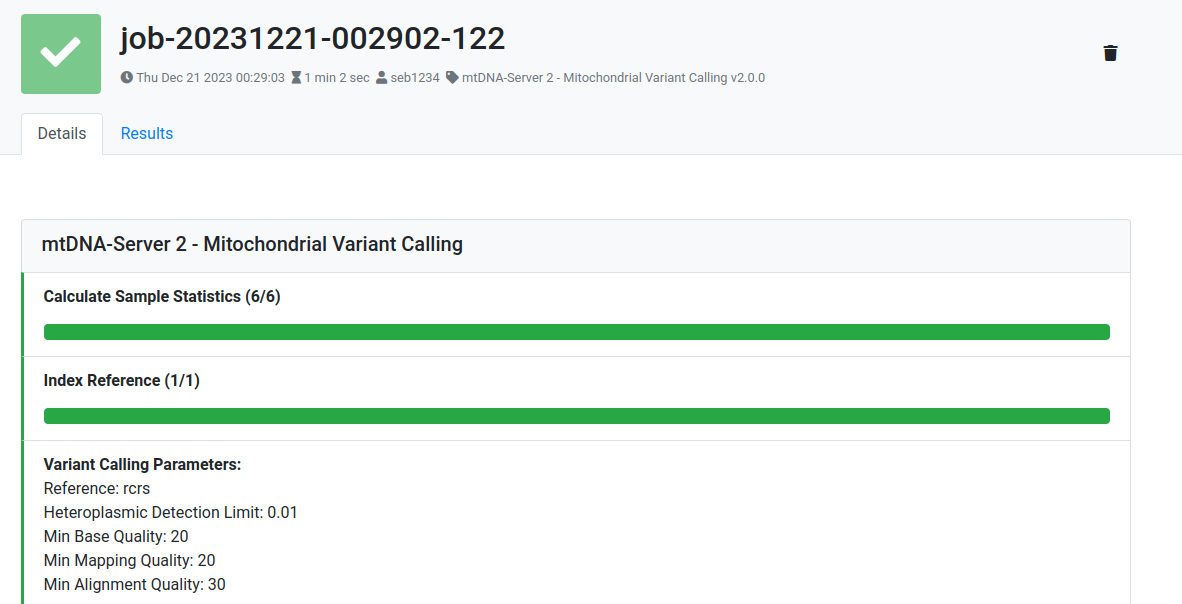 job-20231221-002902-122
Thu Dec 21 2023 00:29:03 1 min 2 sec seb1234 mtDNA-Server 2 - Mitochondrial Variant Calling v2.0.0
Details Results
mtDNA-Server 2 - Mitochondrial Variant Calling
Calculate Sample Statistics (6/6)
Index Reference (1/1)
Variant Calling Parameters:
Reference: rcrs
Heteroplasmic Detection Limit: 0.01
Min Base Quality: 20
Min Mapping Quality: 20
Min Alignment Quality: 30